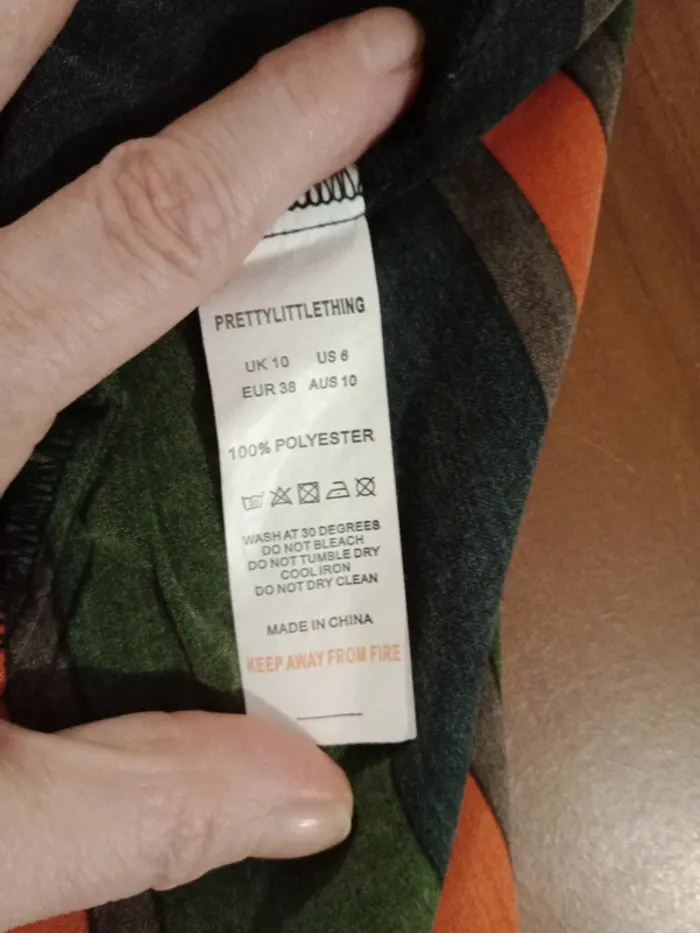 PRETTYLITTLETHING
UK 10 US 6
EUR 38 AUS 10
100% POLYESTER
30
WASH AT 30 DEGREES
DO NOT BLEACH
DO NOT TUMBLE DRY
COOL IRON
DO NOT DRY CLEAN
MADE IN CHINA
KEEP AWAY FROM FIRE